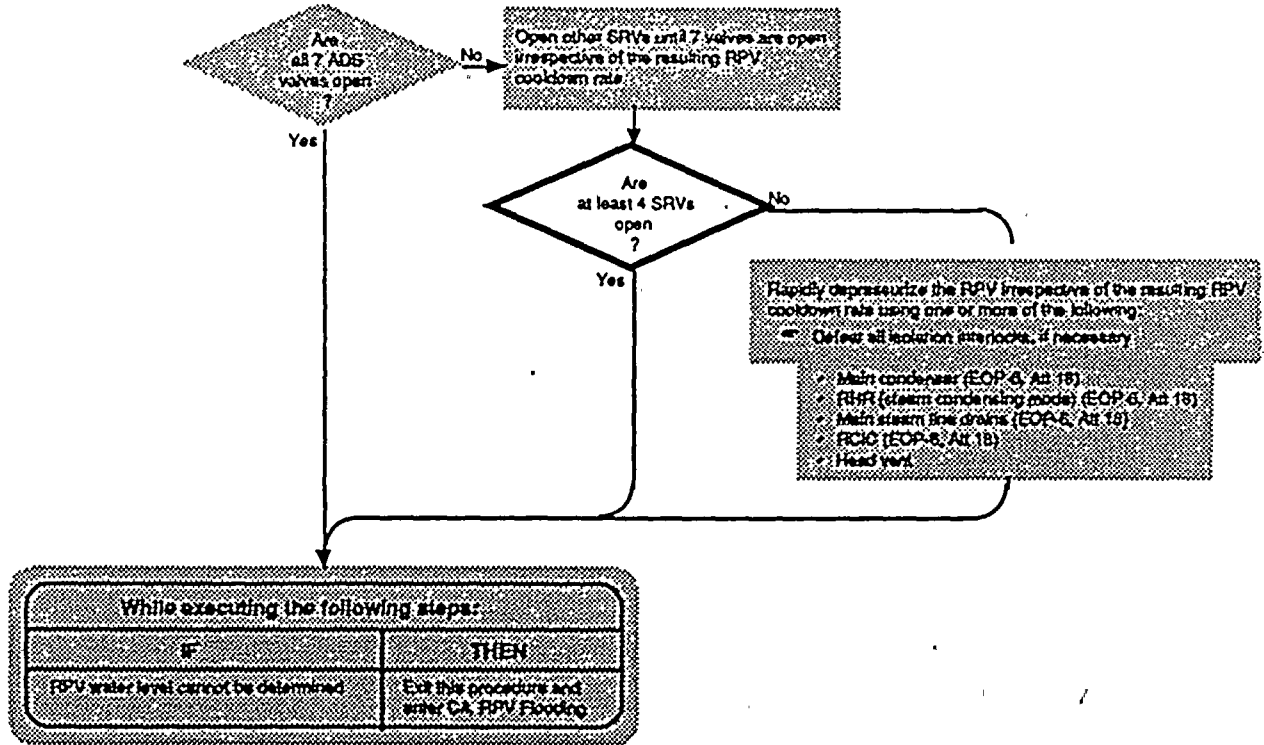 Are
all 7 ADS
valves open
?
No
Yes
Open other SRVs until 7 valves are open
irrespective of the resulting RPV
cooldown rate
Are
at least 4 SRVs
open
?
No
Yes
Rapidly depressurize the RPV irrespective of the resulting RPV
cooldown rate using one or more of the following:
Defeat all isolation interlocks, if necessary
Main condenser (EOP-6, Att 18)
RHR (steam condensing mode) (EOP-6, Att 18)
Main steam line drains (EOP-6, Att 18)
RCIC (EOP-6, Att 18)
Head vent
While executing the following steps:
IF
THEN
RPV water level cannot be determined
Exit this procedure and
enter C4, RPV Flooding